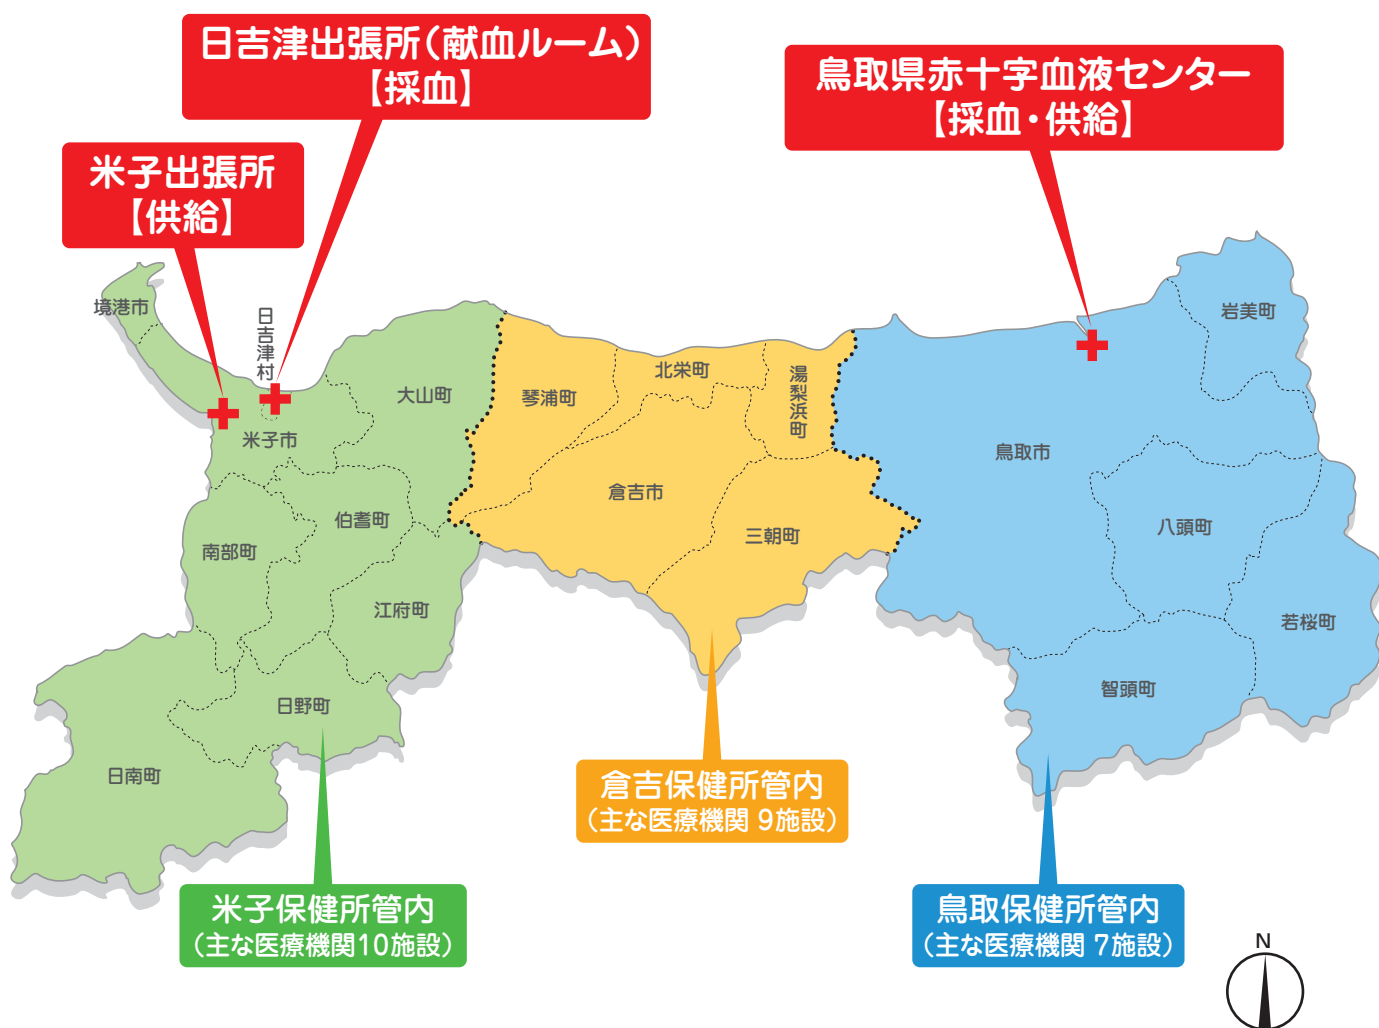 日吉津出張所（献血ルーム）
【採血】
鳥取県赤十字血液センター
【採血・供給】
米子出張所
【供給】
境港市
日吉津村
大山町
米子市
伯耆町
南部町
江府町
日野町
日南町
琴浦町
北栄町
湯梨浜町
倉吉市
三朝町
岩美町
鳥取市
八頭町
若桜町
智頭町
倉吉保健所管内
（主な医療機関 9施設）
米子保健所管内
（主な医療機関10施設）
鳥取保健所管内
（主な医療機関 7施設）
N